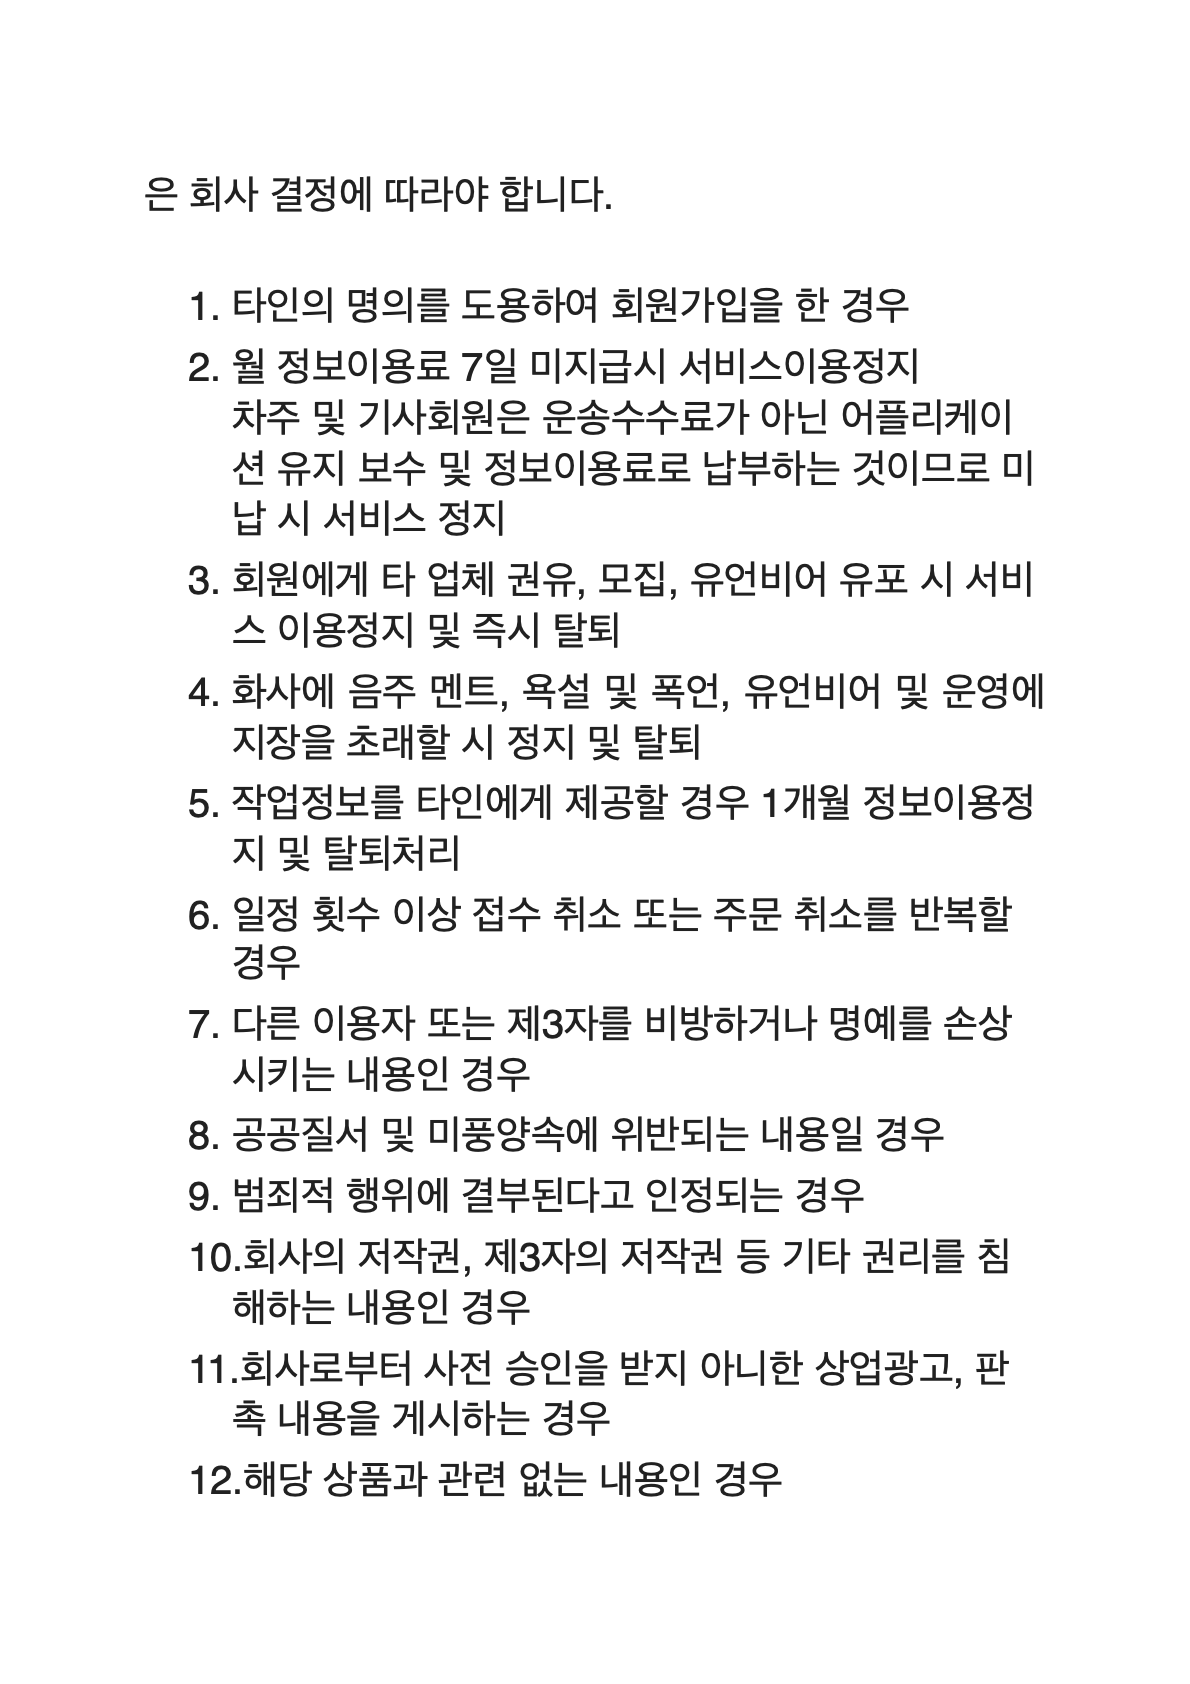 은 회사 결정에 따라야 합니다.
1. 타인의 명의를 도용하여 회원가입을 한 경우
2. 월 정보이용료 7일 미지급시 서비스이용정지
차주 및 기사회원은 운송수수료가 아닌 어플리케이
션 유지 보수 및 정보이용료로 납부하는 것이므로 미
납 시 서비스 정지
3. 회원에게 타 업체 권유, 모집, 유언비어 유포 시 서비
스 이용정지 및 즉시 탈퇴
4. 화사에 음주 멘트, 욕설 및 폭언, 유언비어 및 운영에
지장을 초래할 시 정지 및 탈퇴
5. 작업정보를 타인에게 제공할 경우 1개월 정보이용정
지 및 탈퇴처리
6. 일정 횟수 이상 접수 취소 또는 주문 취소를 반복할
경우
7. 다른 이용자 또는 제3자를 비방하거나 명예를 손상
시키는 내용인 경우
8. 공공질서 및 미풍양속에 위반되는 내용일 경우
9. 범죄적 행위에 결부된다고 인정되는 경우
10.회사의 저작권, 제3자의 저작권 등 기타 권리를 침
해하는 내용인 경우
11.회사로부터 사전 승인을 받지 아니한 상업광고, 판
촉 내용을 게시하는 경우
12.해당 상품과 관련 없는 내용인 경우